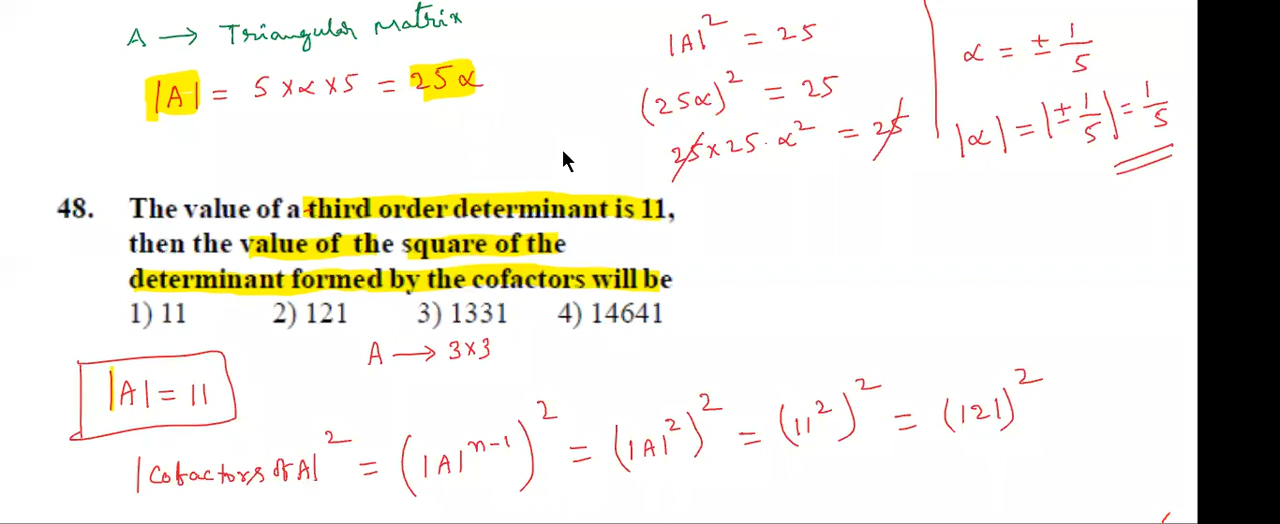 A → Triangular matrix
|A| = 5 × α × 5 = 25α
|A|² = 25
(25α)² = 25
25 × 25 · α² = 25
α = ± 1/5
|α| = |± 1/5| = 1/5
48. The value of a third order determinant is 11,
then the value of the square of the
determinant formed by the cofactors will be
1) 11 2) 121 3) 1331 4) 14641
A → 3×3
|A| = 11
|Cofactors of A|² = (|A|ⁿ⁻¹)² = (|A|²)² = (11²)² = (121)²